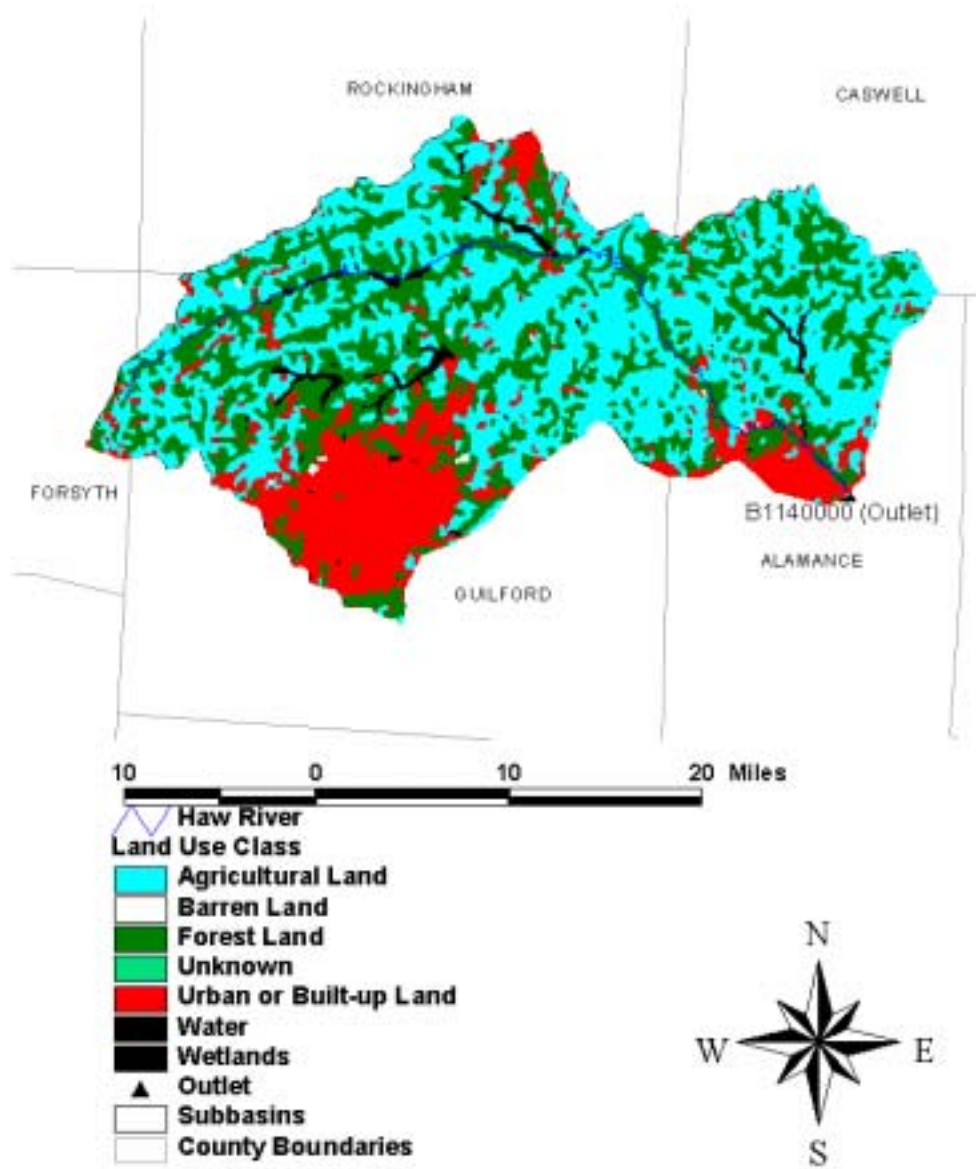 ROCKINGHAM
CASWELL
FORSYTH
B1140000 (Outlet)
ALAMANCE
GUILFORD
10 0 10 20 Miles
Haw River
Land Use Class
Agricultural Land
Barren Land
Forest Land
Unknown
Urban or Built-up Land
Water
Wetlands
Outlet
Subbasins
County Boundaries
N
W E
S